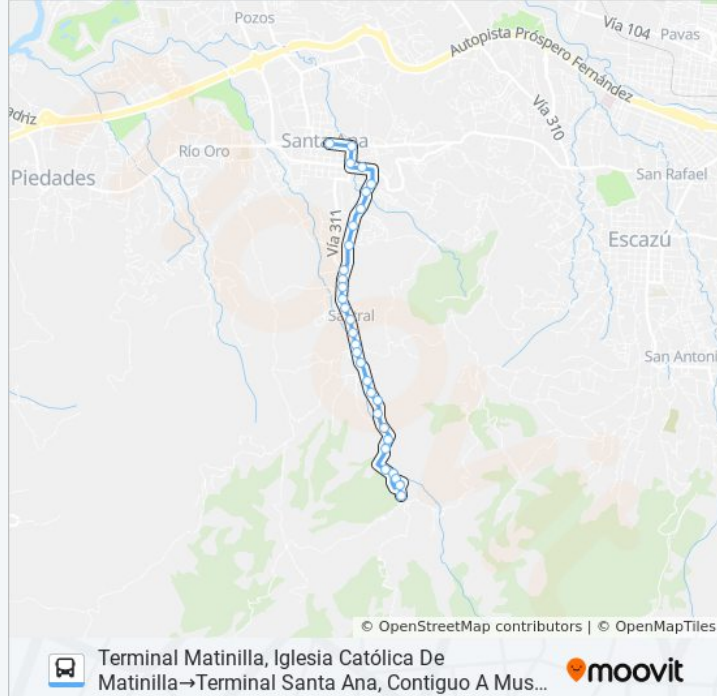 Pozos
Vía 104
Pavas
Autopista Próspero Fernández
Vía 310
adriz
Santa Ana
Río Oro
San Rafael
Piedades
Vía 311
Escazú
Salitral
San Antoni
© OpenStreetMap contributors | © OpenMapTiles
Terminal Matinilla, Iglesia Católica De
Matinilla→Terminal Santa Ana, Contiguo A Mus…
moovit